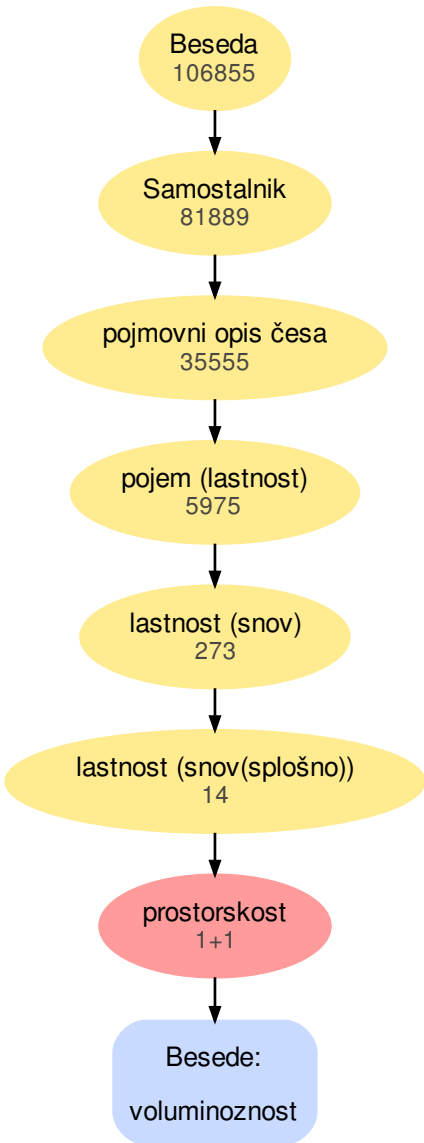 Beseda
106855
Samostalnik
81889
pojmovni opis česa
35555
pojem (lastnost)
5975
lastnost (snov)
273
lastnost (snov(splošno))
14
prostorskost
1+1
Besede:
voluminoznost